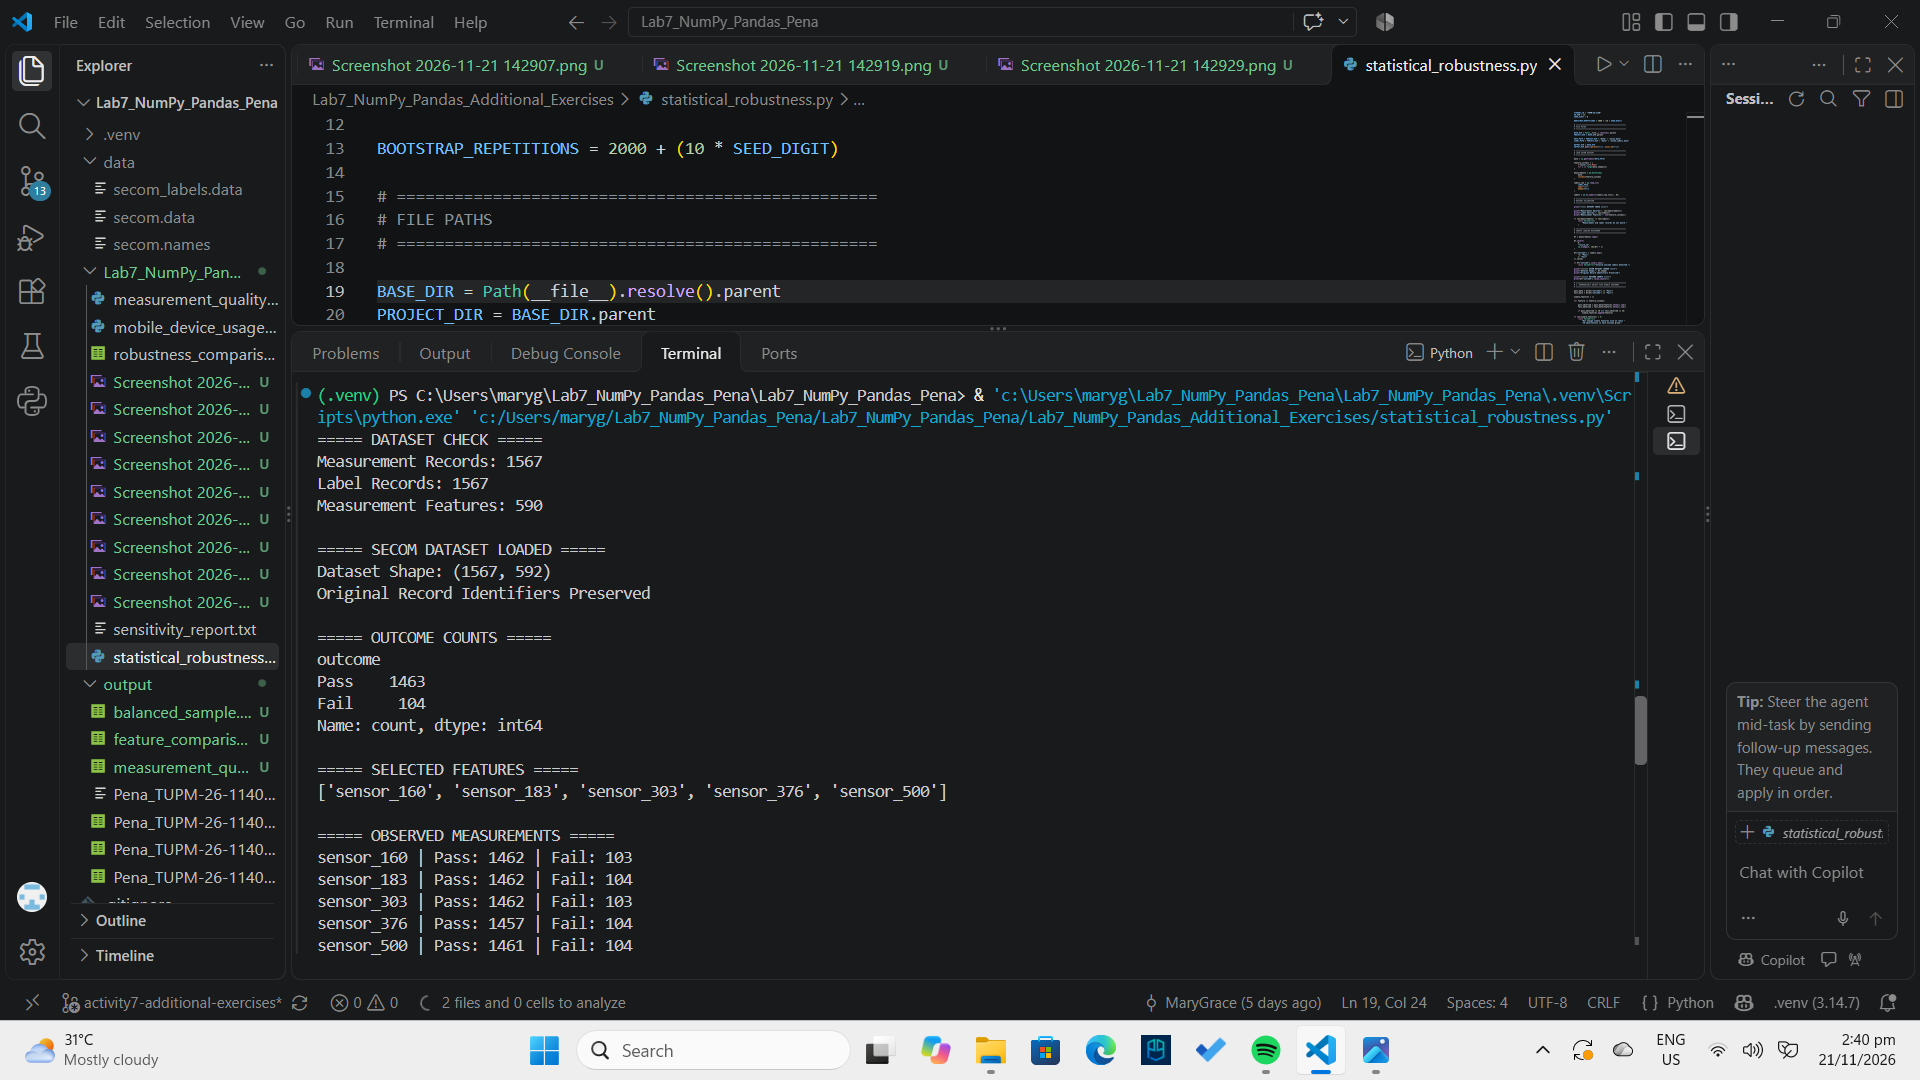 File Edit Selection View Go Run Terminal Help
Lab7_NumPy_Pandas_Pena
Explorer
Lab7_NumPy_Pandas_Pena
.venv
data
secom_labels.data
secom.data
secom.names
Lab7_NumPy_Pan...
measurement_quality...
mobile_device_usage...
robustness_comparis...
Screenshot 2026-... U
Screenshot 2026-... U
Screenshot 2026-... U
Screenshot 2026-... U
Screenshot 2026-... U
Screenshot 2026-... U
Screenshot 2026-... U
Screenshot 2026-... U
Screenshot 2026-... U
sensitivity_report.txt
statistical_robustness...
output
balanced_sample.... U
feature_comparis... U
measurement_qu... U
Pena_TUPM-26-1140...
Pena_TUPM-26-1140...
Pena_TUPM-26-1140...
Pena_TUPM-26-1140...
Outline
Timeline
13
Screenshot 2026-11-21 142907.png U
Screenshot 2026-11-21 142919.png U
Screenshot 2026-11-21 142929.png U
statistical_robustness.py
Lab7_NumPy_Pandas_Additional_Exercises > statistical_robustness.py > ...
12
13 BOOTSTRAP_REPETITIONS = 2000 + (10 * SEED_DIGIT)
14
15 # ==================================================
16 # FILE PATHS
17 # ==================================================
18
19 BASE_DIR = Path(__file__).resolve().parent
20 PROJECT_DIR = BASE_DIR.parent
Problems Output Debug Console Terminal Ports
Python
(.venv) PS C:\Users\maryg\Lab7_NumPy_Pandas_Pena\Lab7_NumPy_Pandas_Pena> & 'c:\Users\maryg\Lab7_NumPy_Pandas_Pena\Lab7_NumPy_Pandas_Pena\.venv\Scr
ipts\python.exe' 'c:/Users/maryg/Lab7_NumPy_Pandas_Pena/Lab7_NumPy_Pandas_Pena/Lab7_NumPy_Pandas_Additional_Exercises/statistical_robustness.py'
===== DATASET CHECK =====
Measurement Records: 1567
Label Records: 1567
Measurement Features: 590
===== SECOM DATASET LOADED =====
Dataset Shape: (1567, 592)
Original Record Identifiers Preserved
===== OUTCOME COUNTS =====
outcome
Pass 1463
Fail 104
Name: count, dtype: int64
===== SELECTED FEATURES =====
['sensor_160', 'sensor_183', 'sensor_303', 'sensor_376', 'sensor_500']
===== OBSERVED MEASUREMENTS =====
sensor_160 | Pass: 1462 | Fail: 103
sensor_183 | Pass: 1462 | Fail: 104
sensor_303 | Pass: 1462 | Fail: 103
sensor_376 | Pass: 1457 | Fail: 104
sensor_500 | Pass: 1461 | Fail: 104
Sessi...
Tip: Steer the agent
mid-task by sending
follow-up messages.
They queue and
apply in order.
statistical_robust
Chat with Copilot
Copilot
activity7-additional-exercises* 0 0 2 files and 0 cells to analyze
MaryGrace (5 days ago) Ln 19, Col 24 Spaces: 4 UTF-8 CRLF { } Python .venv (3.14.7)
31°C
Mostly cloudy
Search
ENG
US
2:40 pm
21/11/2026